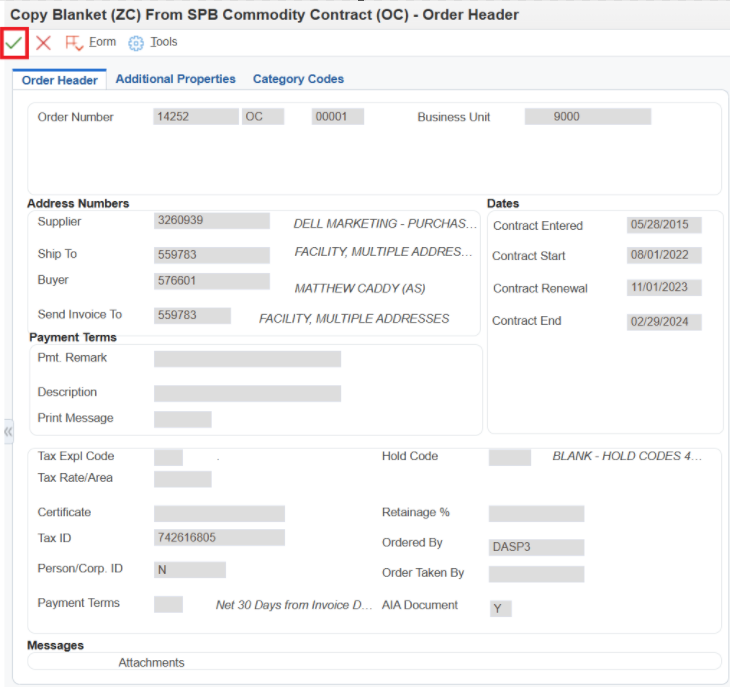 Copy Blanket (ZC) From SPB Commodity Contract (OC) - Order Header
Form Tools
Order Header Additional Properties Category Codes
Order Number 14252 OC 00001 Business Unit 9000
Address Numbers
Supplier 3260939 DELL MARKETING - PURCHAS...
Ship To 559783 FACILITY, MULTIPLE ADDRES...
Buyer 576601 MATTHEW CADDY (AS)
Send Invoice To 559783 FACILITY, MULTIPLE ADDRESSES
Dates
Contract Entered 05/28/2015
Contract Start 08/01/2022
Contract Renewal 11/01/2023
Contract End 02/29/2024
Payment Terms
Pmt. Remark
Description
Print Message
Tax Expl Code . Hold Code BLANK - HOLD CODES 4...
Tax Rate/Area
Certificate Retainage %
Tax ID 742616805 Ordered By DASP3
Person/Corp. ID N Order Taken By
Payment Terms Net 30 Days from Invoice D... AIA Document Y
Messages
Attachments